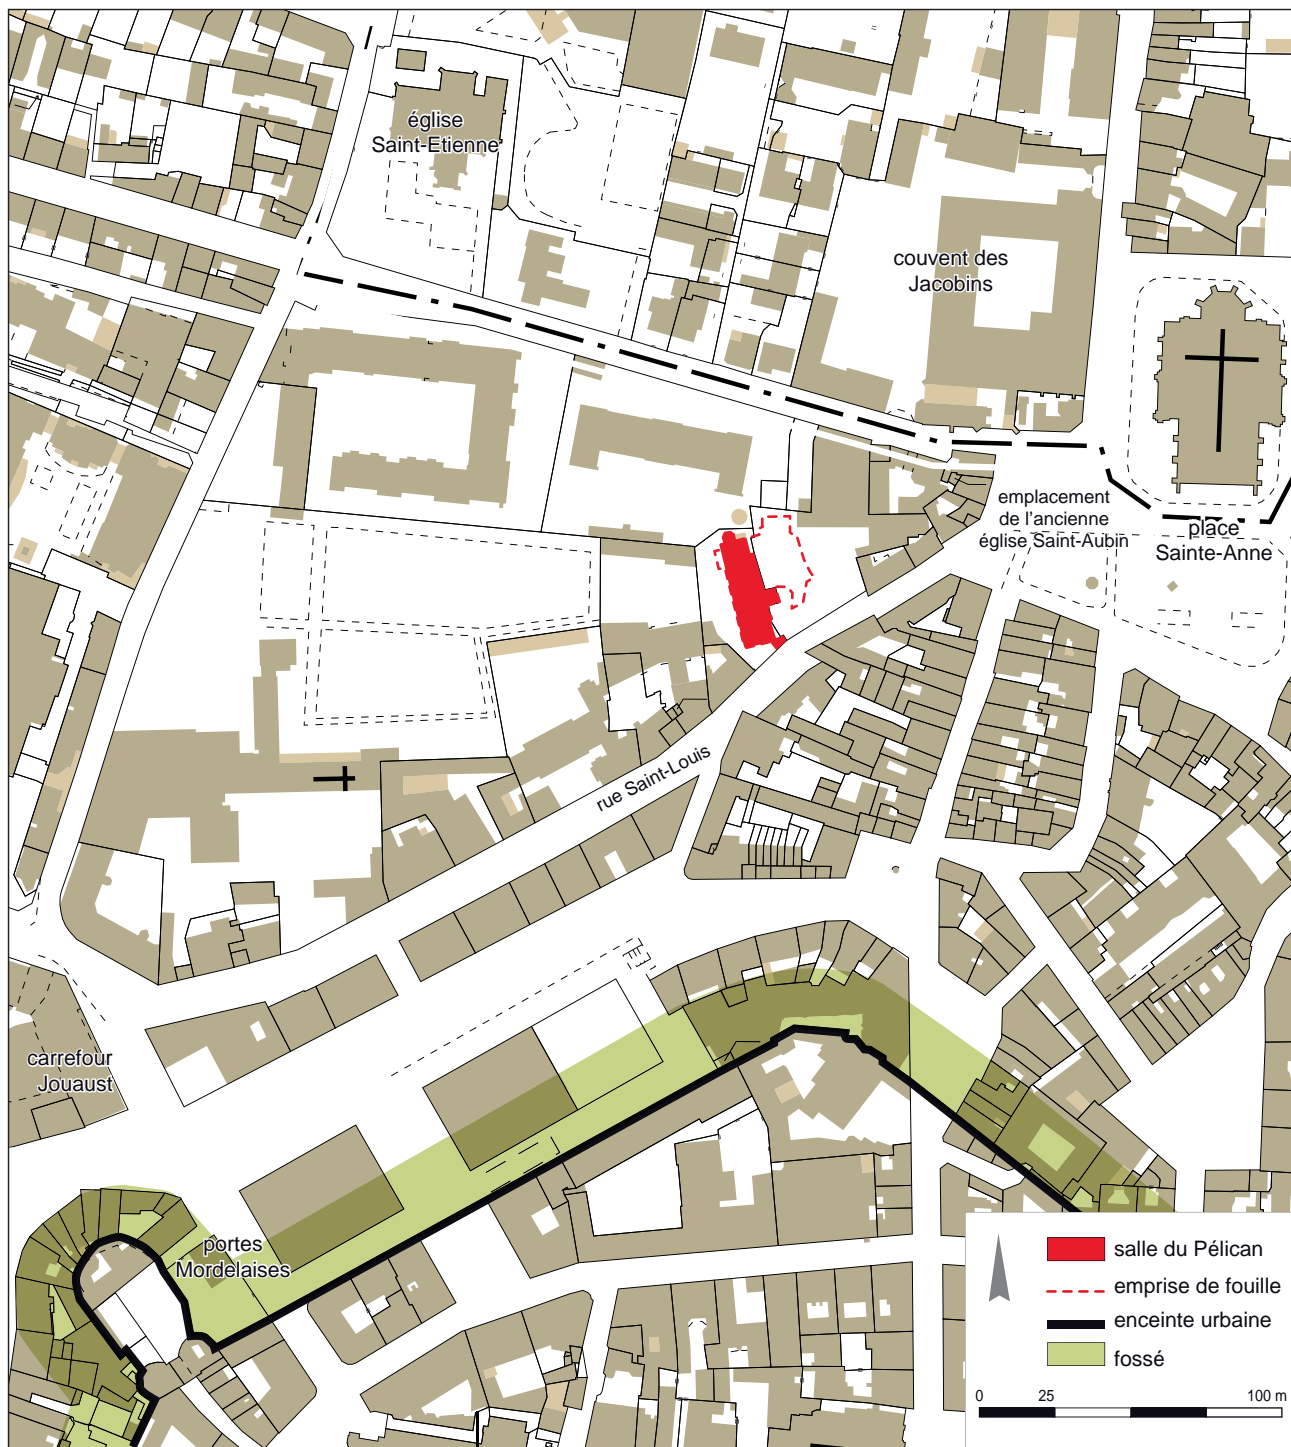 église
Saint-Etienne
couvent des
Jacobins
emplacement
de l'ancienne
église Saint-Aubin
place
Sainte-Anne
rue Saint-Louis
carrefour
Jouaust
portes
Mordelaises
salle du Pélican
emprise de fouille
enceinte urbaine
fossé
0 25 100 m